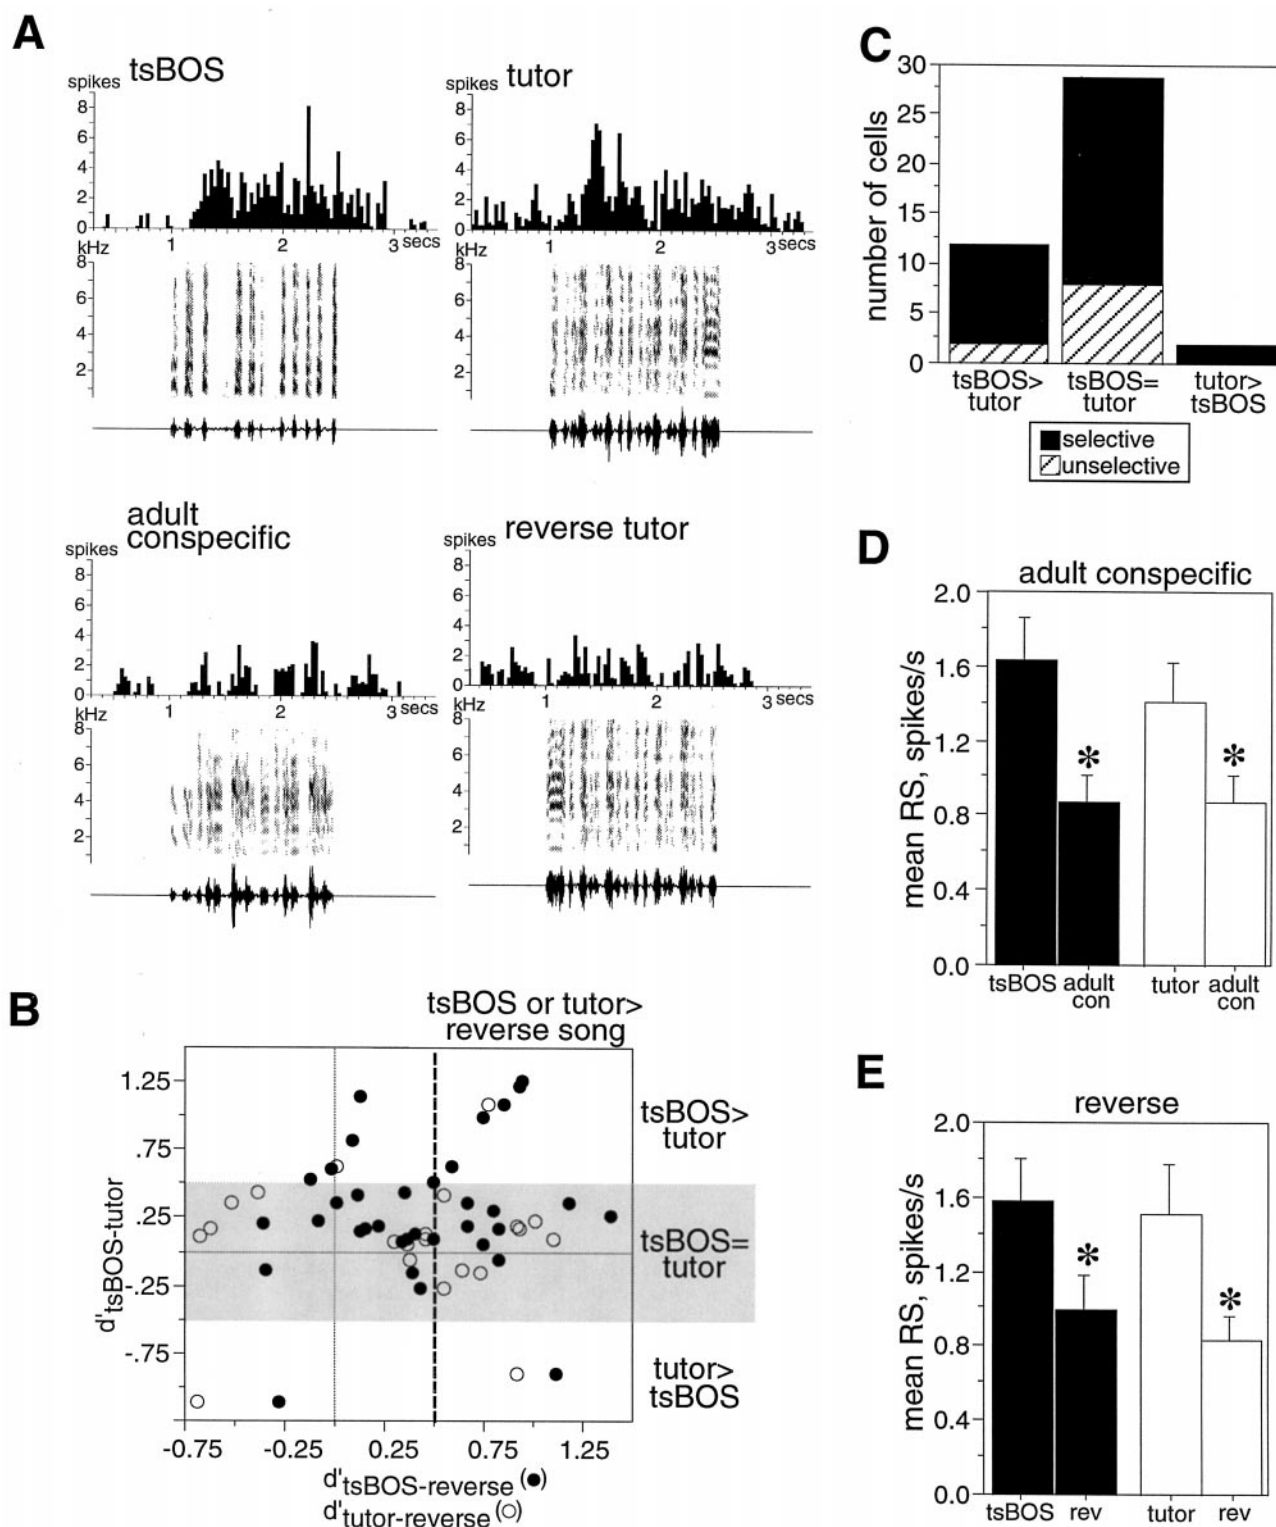 A
tsBOS
spikes
8
6
4
2
0
1
2
3 secs
kHz
8
6
4
2
tutor
spikes
8
6
4
2
0
1
2
3 secs
kHz
8
6
4
2
adult
conspecific
spikes
8
6
4
2
0
1
2
3 secs
kHz
8
6
4
2
reverse tutor
spikes
8
6
4
2
0
1
2
3 secs
kHz
8
6
4
2
B
tsBOS or tutor>
reverse song
1.25
.75
.25
-.25
-.75
d'tsBOS-tutor
tsBOS>
tutor
tsBOS=
tutor
tutor>
tsBOS
-0.75 -0.25 0.25 0.75 1.25
d'tsBOS-reverse (●)
d'tutor-reverse (○)
C
number of cells
30
25
20
15
10
5
0
tsBOS>
tutor
tsBOS=
tutor
tutor>
tsBOS
selective
unselective
D
adult conspecific
mean RS, spikes/s
2.0
1.6
1.2
0.8
0.4
0.0
*
*
tsBOS
adult
con
tutor
adult
con
E
reverse
mean RS, spikes/s
2.0
1.6
1.2
0.8
0.4
0.0
*
*
tsBOS rev tutor rev